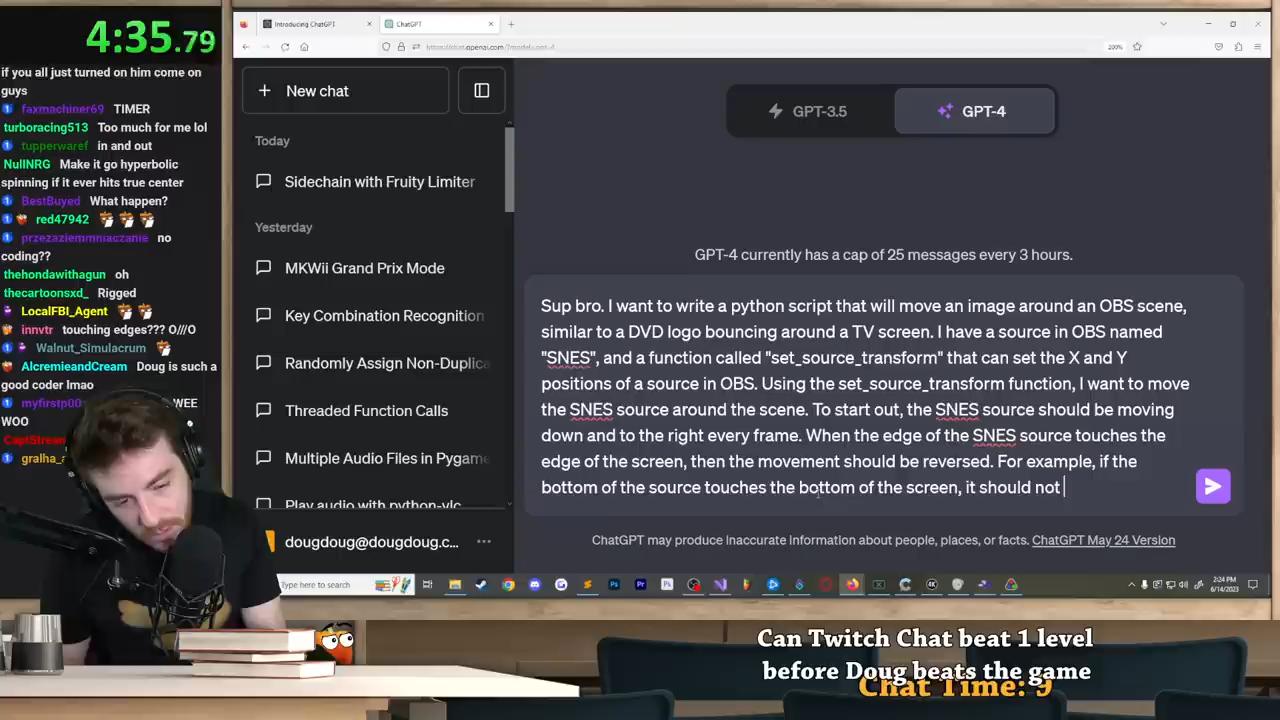 4:35.79
if you all just turned on him come on
guys
faxmachiner69 TIMER
turboracing513 Too much for me lol
tupperwaref in and out
NullNRG Make it go hyperbolic
spinning if it ever hits true center
BestBuyed What happen?
red47942
przezaziemmniaczanie no
coding??
thehondawithagun oh
thecartoonsxd_ Rigged
LocalFBI_Agent
innvtr touching edges??? O///O
Walnut_Simulacrum
AlcremieandCream Doug is such a
good coder lmao
WEE
WOO
Introducing ChatGPT
ChatGPT
https://chat.openai.com/?model=gpt-4
200%
New chat
Today
Sidechain with Fruity Limiter
Yesterday
MKWii Grand Prix Mode
Key Combination Recognition
Randomly Assign Non-Duplica
Threaded Function Calls
Multiple Audio Files in Pygame
Play audio with python-vlc
dougdoug@dougdoug.c...
GPT-3.5
GPT-4
GPT-4 currently has a cap of 25 messages every 3 hours.
Sup bro. I want to write a python script that will move an image around an OBS scene,
similar to a DVD logo bouncing around a TV screen. I have a source in OBS named
"SNES", and a function called "set_source_transform" that can set the X and Y
positions of a source in OBS. Using the set_source_transform function, I want to move
the SNES source around the scene. To start out, the SNES source should be moving
down and to the right every frame. When the edge of the SNES source touches the
edge of the screen, then the movement should be reversed. For example, if the
bottom of the source touches the bottom of the screen, it should not
ChatGPT may produce inaccurate information about people, places, or facts. ChatGPT May 24 Version
Type here to search
2:24 PM
6/14/2023
Can Twitch Chat beat 1 level
before Doug beats the game
Chat Time: 9